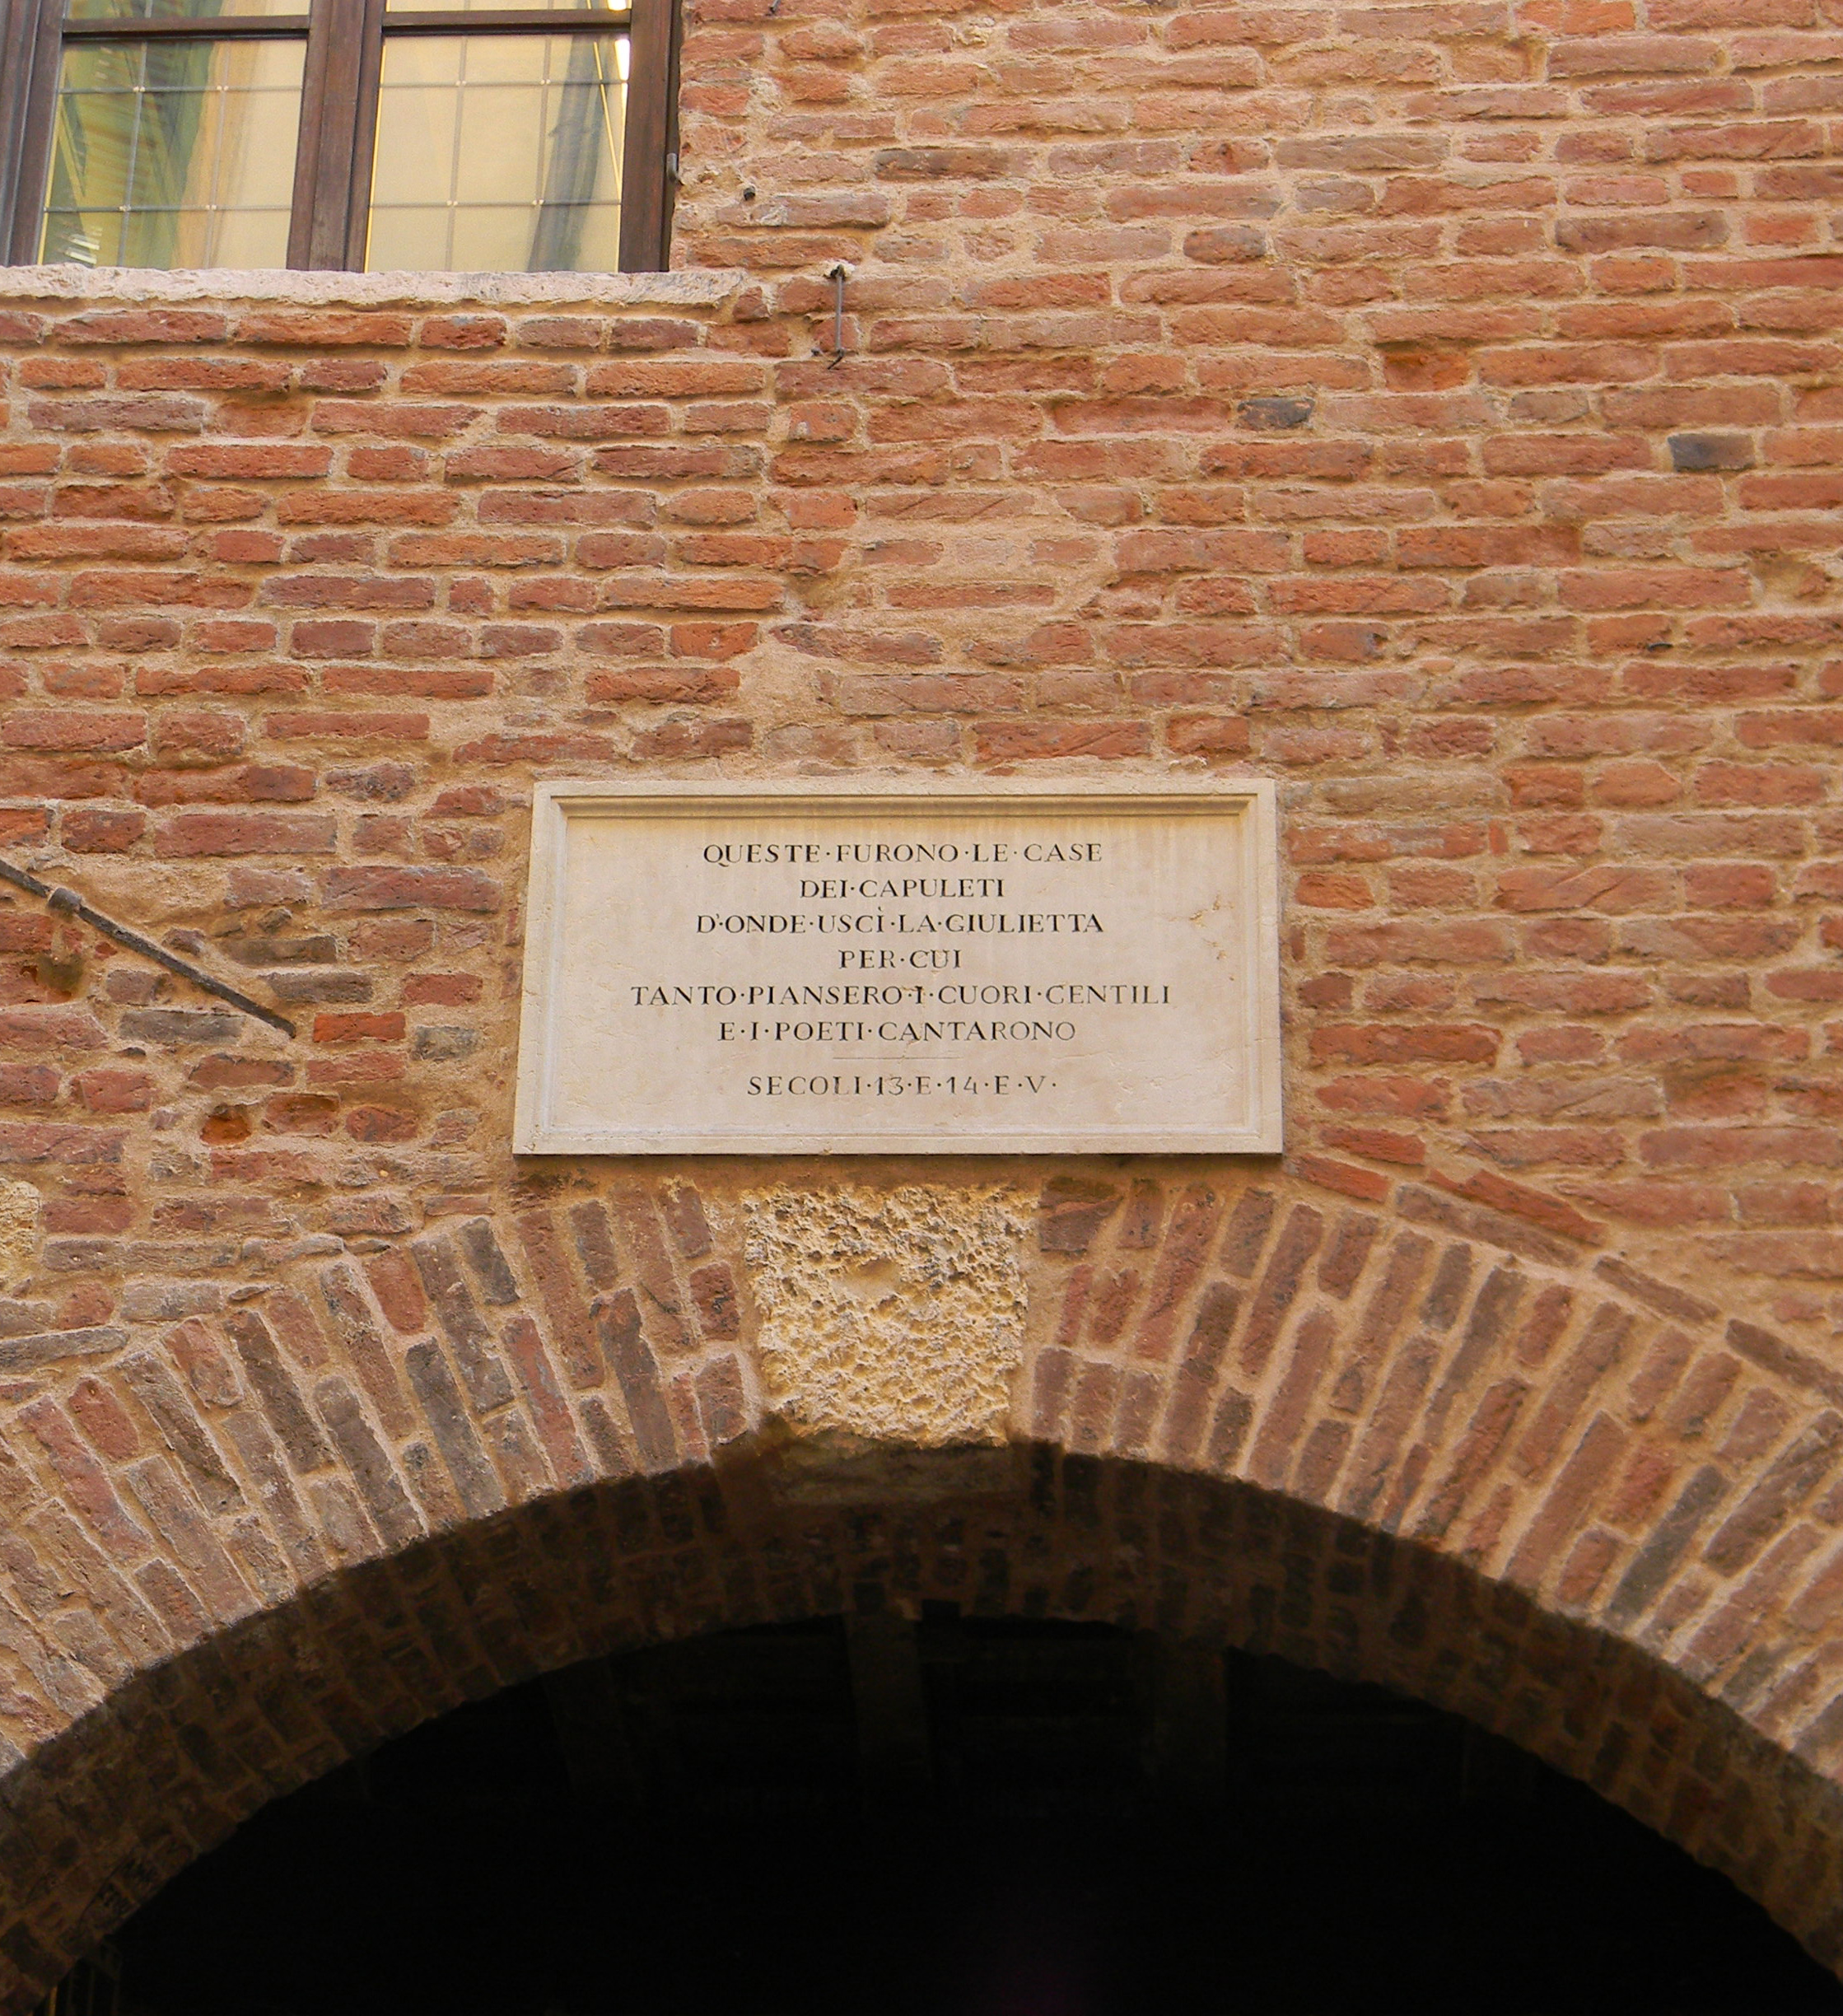 QUESTE·FURONO·LE·CASE
DEI·CAPULETI
D'·ONDE·USCÌ·LA·GIULIETTA
PER·CUI
TANTO·PIANSERO·I·CUORI·GENTILI
E·I·POETI·CANTARONO
SECOLI·13·E·14·E·V·